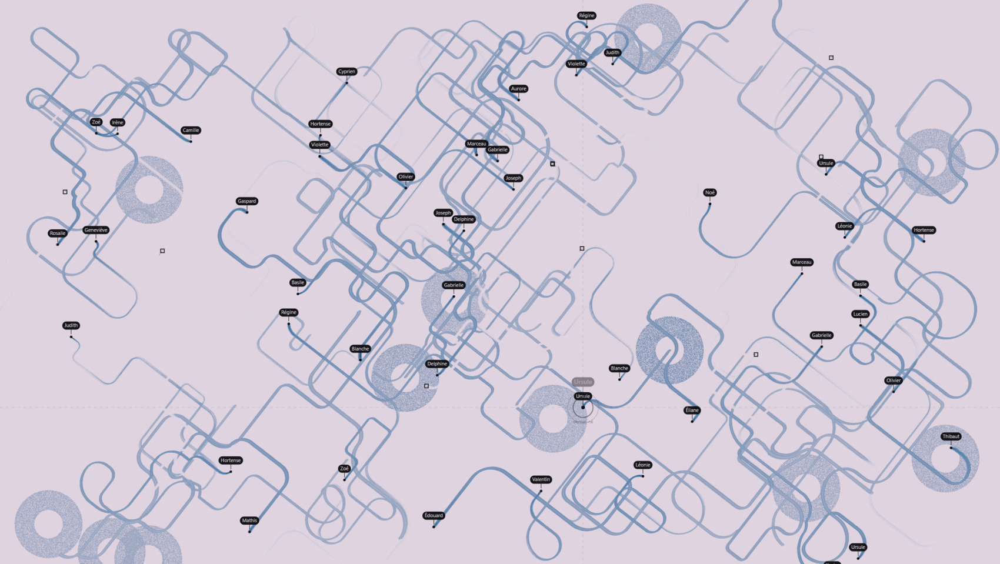 Régine
Judith
Violette
Cyprien
Aurore
Zoé
Irène
Camille
Hortense
Violette
Marceau
Gabrielle
Ursule
Olivier
Joseph
Noé
Gaspard
Joseph
Delphine
Léonie
Hortense
Rosalie
Geneviève
Marceau
Basile
Gabrielle
Basile
Régine
Lucien
Judith
Gabrielle
Blanche
Delphine
Blanche
Ursule
Olivier
Ursule
Éliane
Thibaut
Hortense
Zoé
Léonie
Valentin
Édouard
Mathis
Ursule